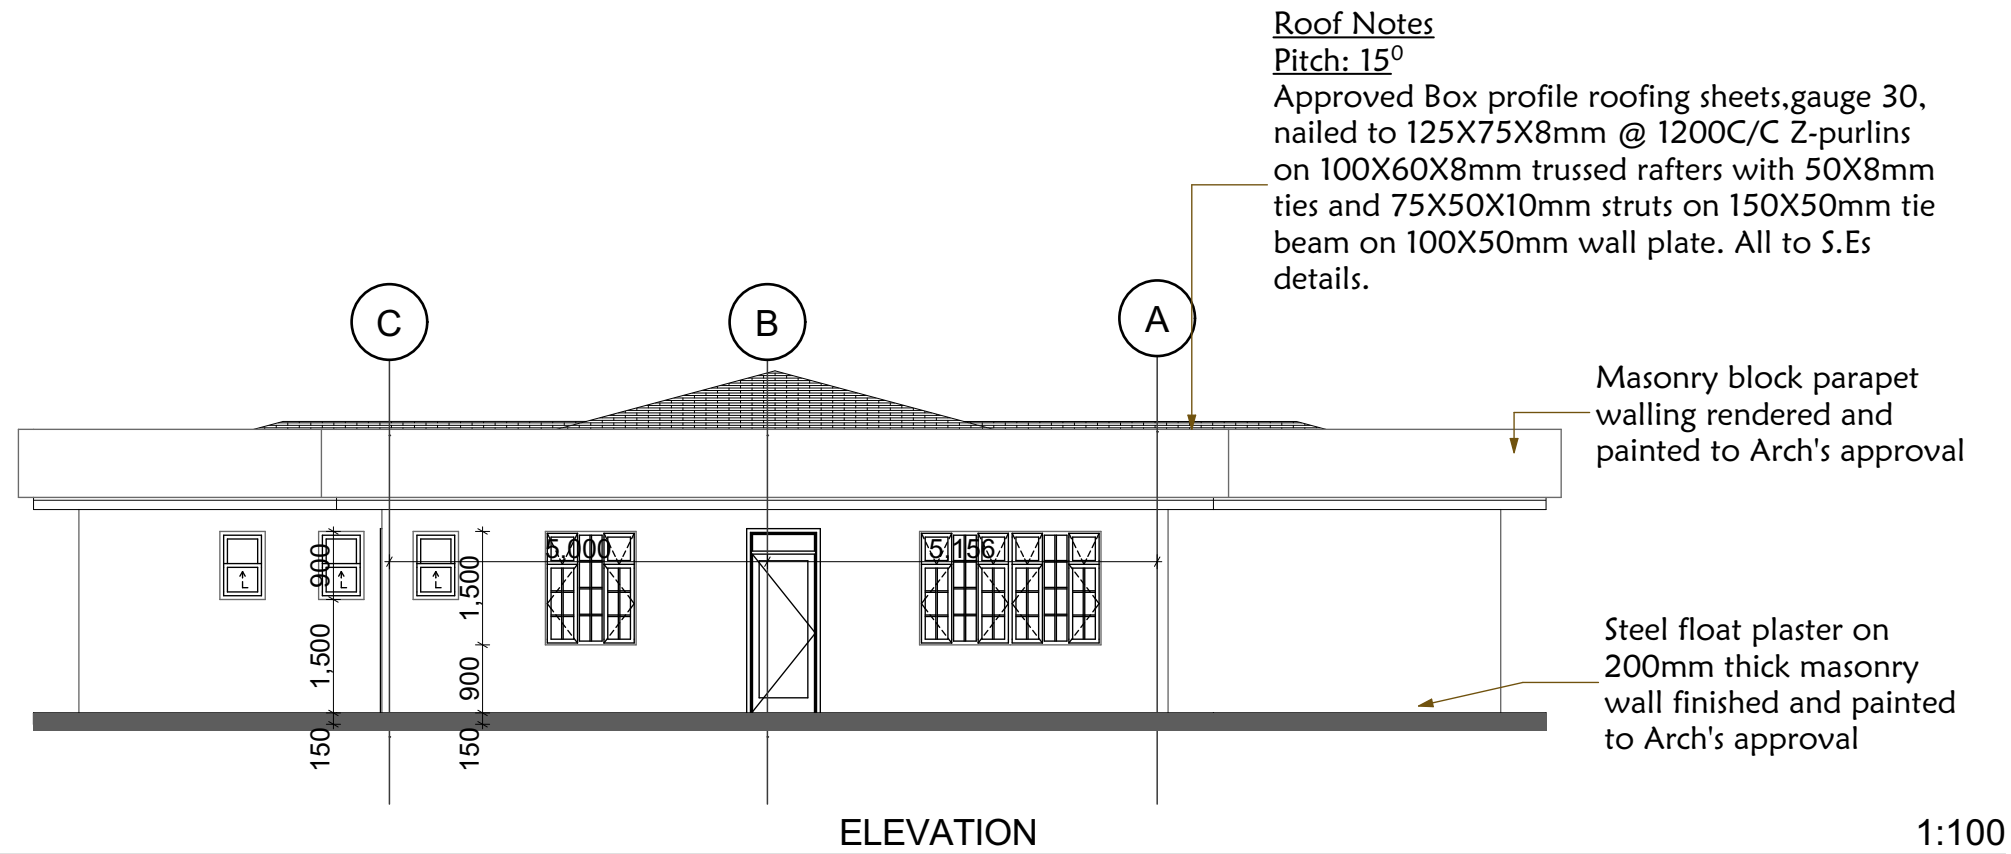 Roof Notes
Pitch: 15⁰
Approved Box profile roofing sheets,gauge 30,
nailed to 125X75X8mm @ 1200C/C Z-purlins
on 100X60X8mm trussed rafters with 50X8mm
ties and 75X50X10mm struts on 150X50mm tie
beam on 100X50mm wall plate. All to S.Es
details.
C
B
A
Masonry block parapet
walling rendered and
painted to Arch's approval
5,000
5,156
900
1,500
150
1,500
900
150
L
L
L
Steel float plaster on
200mm thick masonry
wall finished and painted
to Arch's approval
ELEVATION
1:100